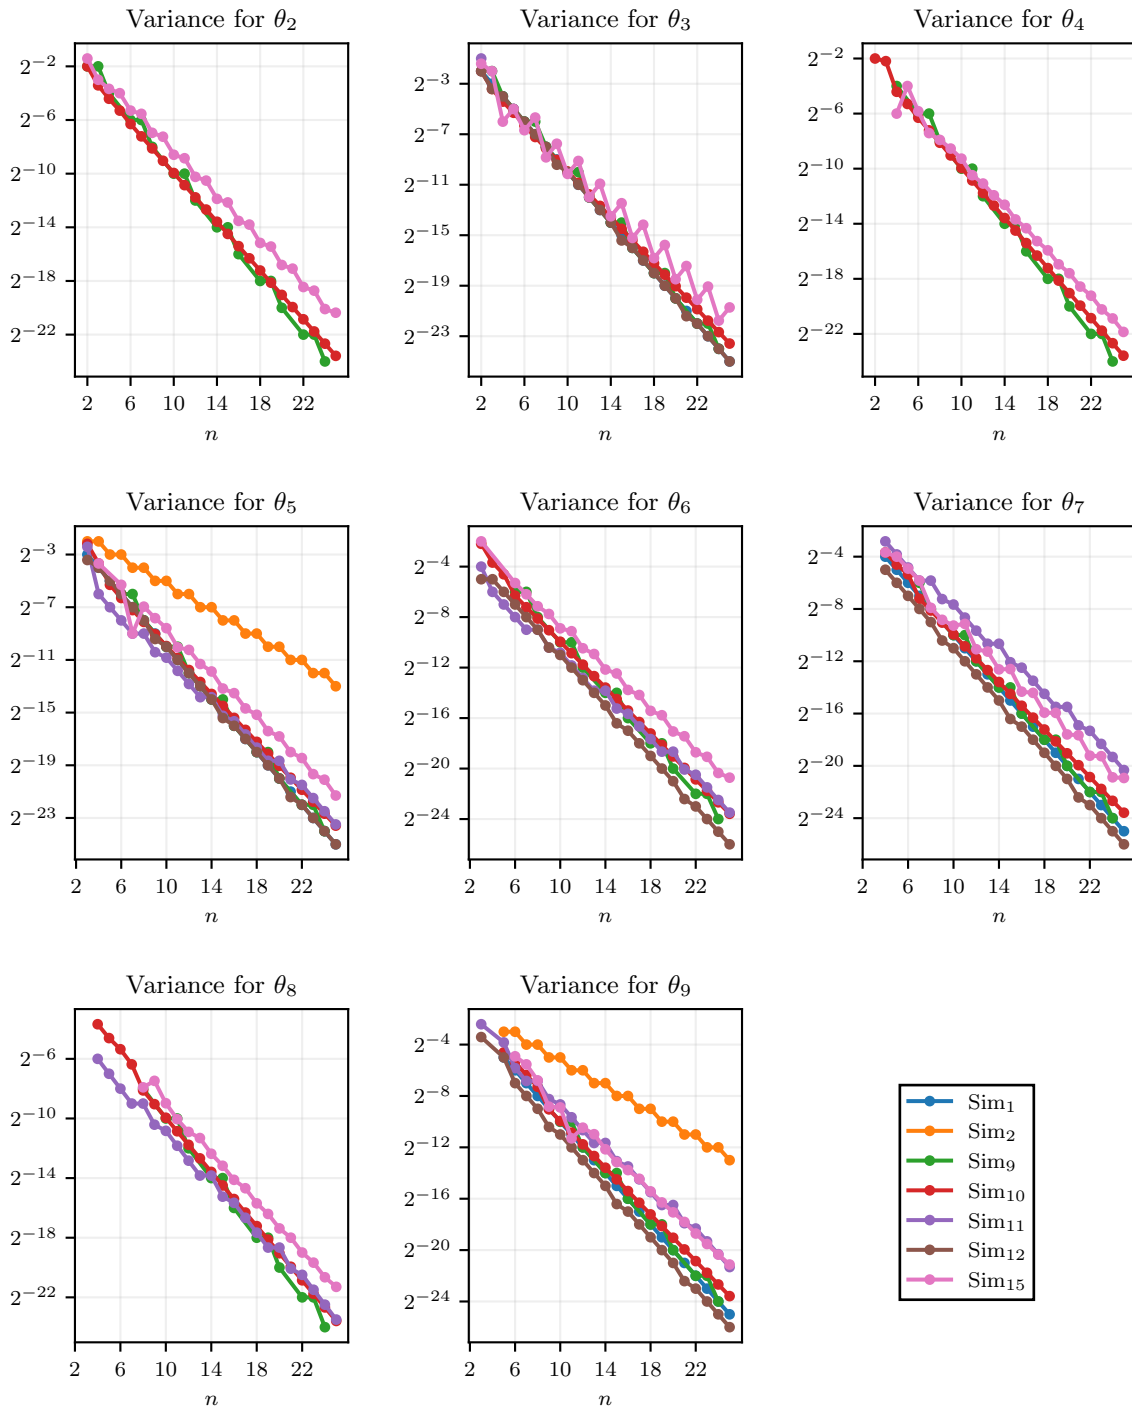 Variance for θ₂
Variance for θ₃
Variance for θ₄
2⁻²
2⁻⁶
2⁻¹⁰
2⁻¹⁴
2⁻¹⁸
2⁻²²
2 6 10 14 18 22
n
2⁻³
2⁻⁷
2⁻¹¹
2⁻¹⁵
2⁻¹⁹
2⁻²³
2 6 10 14 18 22
n
2⁻²
2⁻⁶
2⁻¹⁰
2⁻¹⁴
2⁻¹⁸
2⁻²²
2 6 10 14 18 22
n
Variance for θ₅
Variance for θ₆
Variance for θ₇
2⁻³
2⁻⁷
2⁻¹¹
2⁻¹⁵
2⁻¹⁹
2⁻²³
2 6 10 14 18 22
n
2⁻⁴
2⁻⁸
2⁻¹²
2⁻¹⁶
2⁻²⁰
2⁻²⁴
2 6 10 14 18 22
n
2⁻⁴
2⁻⁸
2⁻¹²
2⁻¹⁶
2⁻²⁰
2⁻²⁴
2 6 10 14 18 22
n
Variance for θ₈
Variance for θ₉
2⁻⁶
2⁻¹⁰
2⁻¹⁴
2⁻¹⁸
2⁻²²
2 6 10 14 18 22
n
2⁻⁴
2⁻⁸
2⁻¹²
2⁻¹⁶
2⁻²⁰
2⁻²⁴
2 6 10 14 18 22
n
Sim₁
Sim₂
Sim₉
Sim₁₀
Sim₁₁
Sim₁₂
Sim₁₅